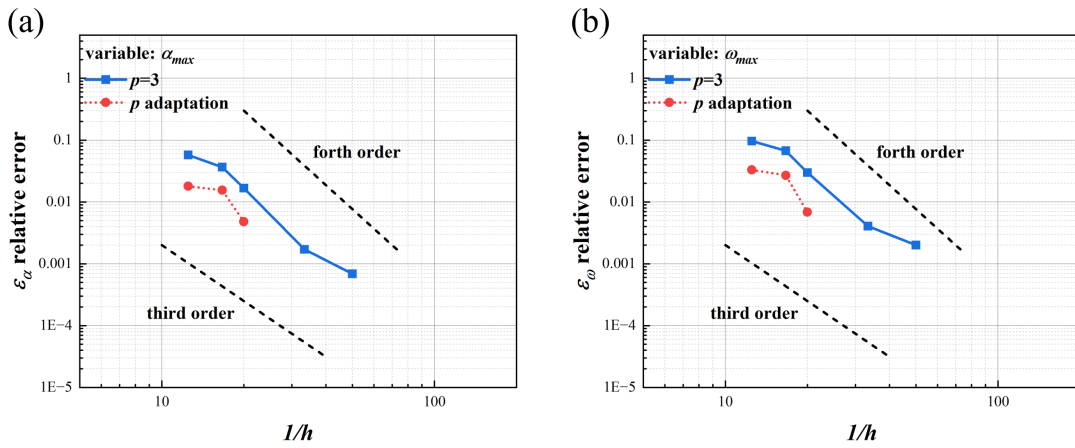 (a)
variable: αmax
p=3
p adaptation
1
0.1
0.01
0.001
1E−4
1E−5
forth order
third order
10
100
εα relative error
1/h
(b)
variable: ωmax
p=3
p adaptation
1
0.1
0.01
0.001
1E−4
1E−5
forth order
third order
10
100
εω relative error
1/h